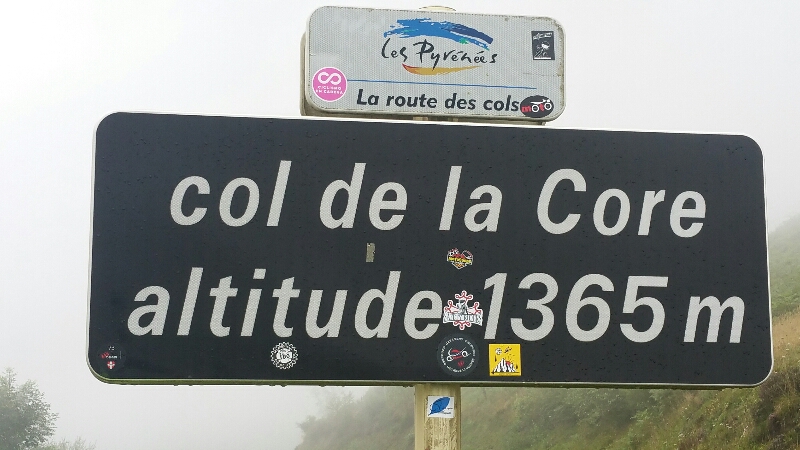 Les Pyrénées
La route des cols
col de la Core
altitude 1365 m